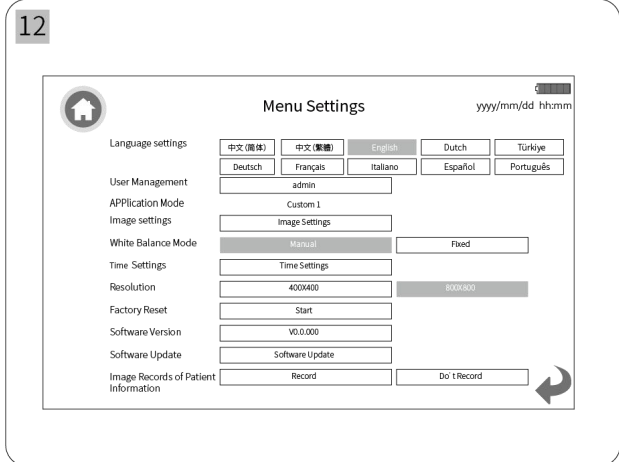 12
Menu Settings
yyyy/mm/dd hh:mm
Language settings 中文(简体) 中文(繁體) English Dutch Türkiye
Deutsch Français Italiano Español Português
User Management admin
APPlication Mode Custom 1
Image settings Image Settings
White Balance Mode Manual Fixed
Time Settings Time Settings
Resolution 400X400 800X800
Factory Reset Start
Software Version V0.0.000
Software Update Software Update
Image Records of Patient Record Do't Record
Information